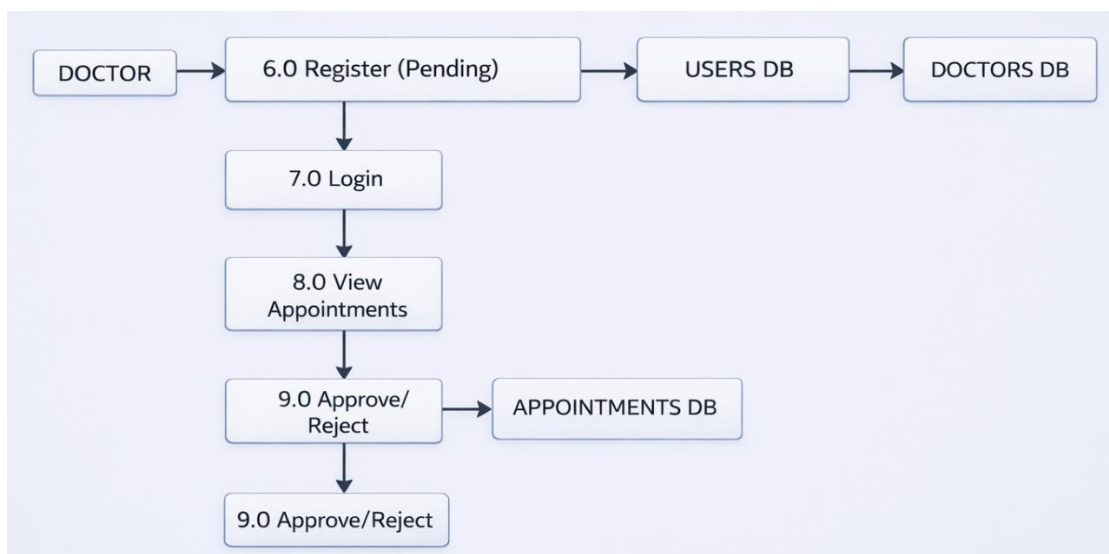 DOCTOR
6.0 Register (Pending)
USERS DB
DOCTORS DB
7.0 Login
8.0 View
Appointments
9.0 Approve/
Reject
APPOINTMENTS DB
9.0 Approve/Reject